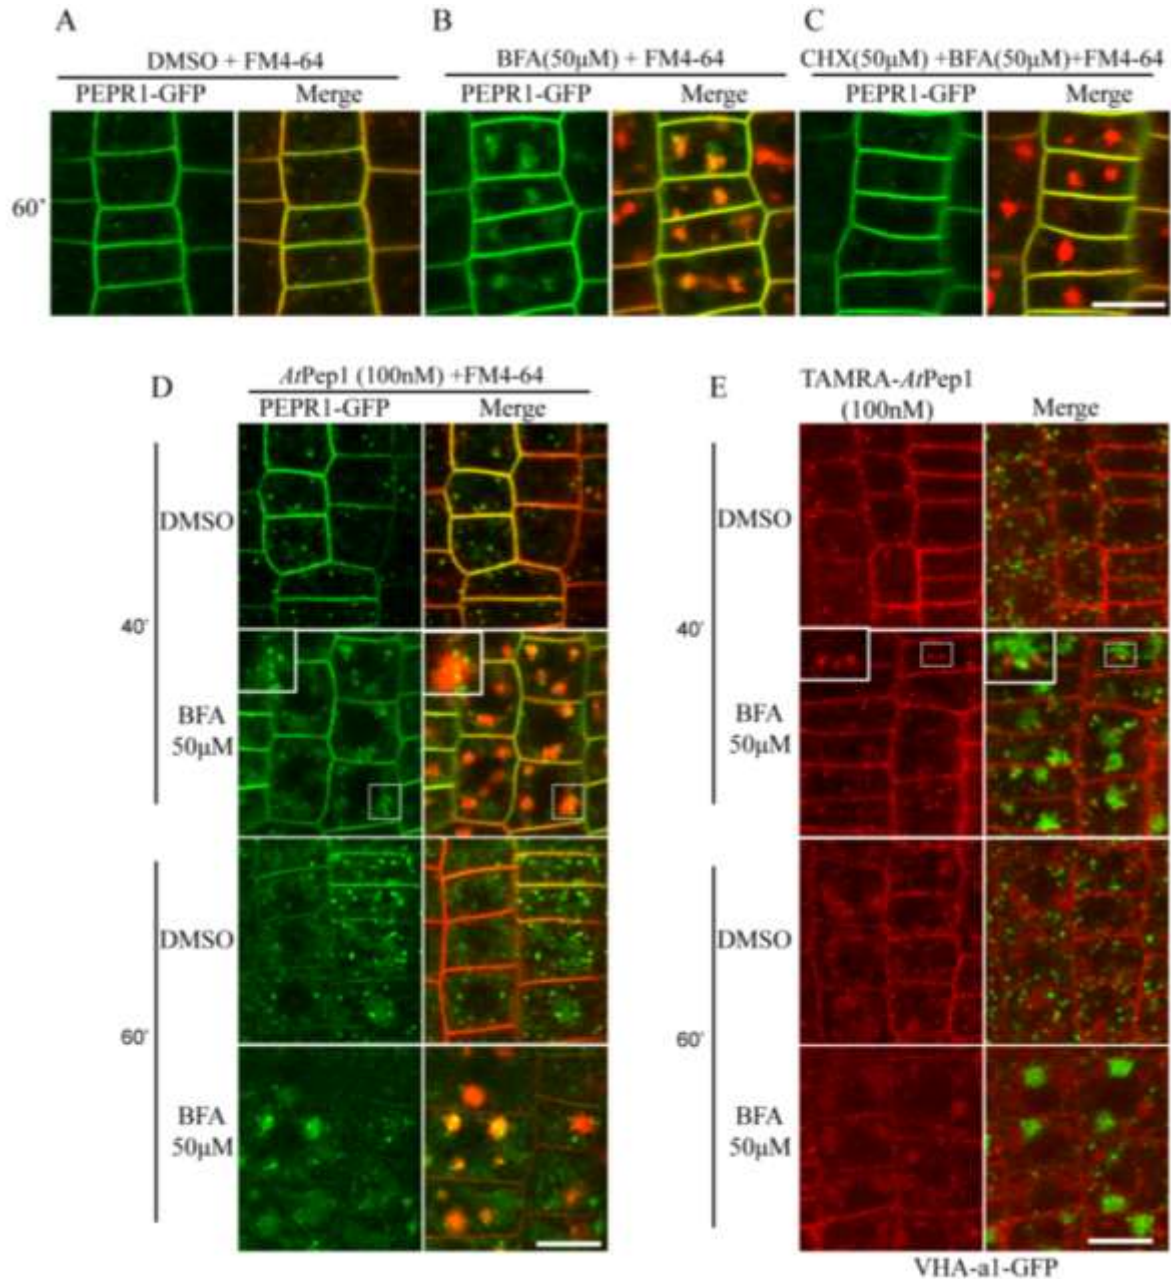 A
B
C
DMSO + FM4-64
BFA(50μM) + FM4-64
CHX(50μM) +BFA(50μM)+FM4-64
PEPR1-GFP Merge PEPR1-GFP Merge PEPR1-GFP Merge
60'
D
AtPep1 (100nM) +FM4-64
PEPR1-GFP Merge
DMSO
40'
BFA
50μM
DMSO
60'
BFA
50μM
E
TAMRA-AtPep1
(100nM)
Merge
DMSO
40'
BFA
50μM
DMSO
60'
BFA
50μM
VHA-a1-GFP